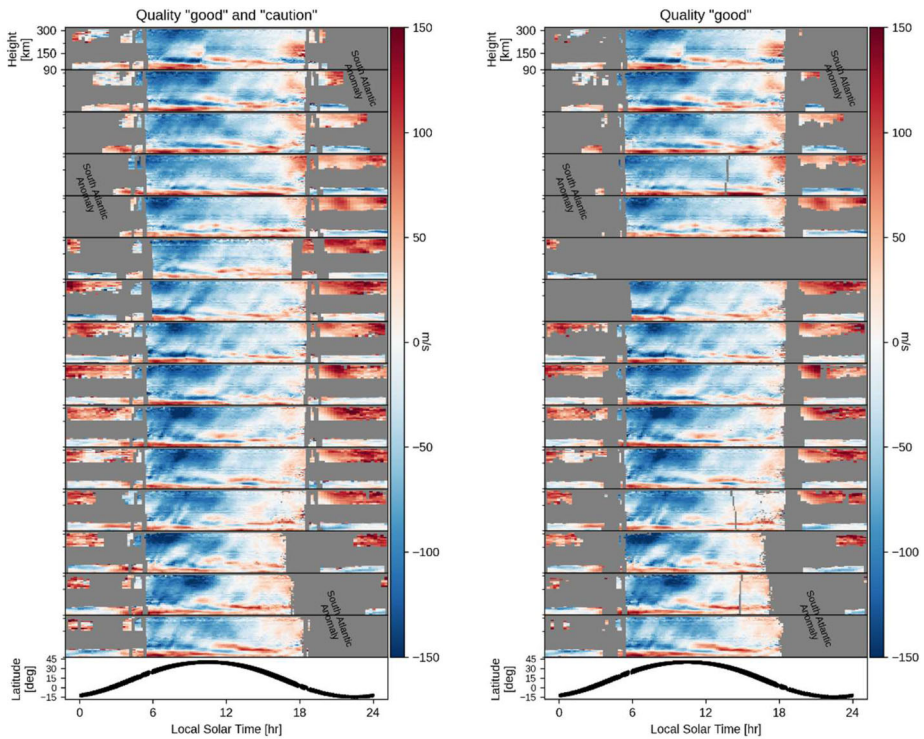 Quality "good" and "caution"
Height
[km]
300
150
90
South Atlantic
Anomaly
South Atlantic
Anomaly
South Atlantic
Anomaly
150
100
50
0
−50
−100
−150
m/s
Latitude
[deg]
45
30
15
0
−15
0
6
12
18
24
Local Solar Time [hr]
Quality "good"
Height
[km]
300
150
90
South Atlantic
Anomaly
South Atlantic
Anomaly
South Atlantic
Anomaly
150
100
50
0
−50
−100
−150
m/s
Latitude
[deg]
45
30
15
0
−15
0
6
12
18
24
Local Solar Time [hr]